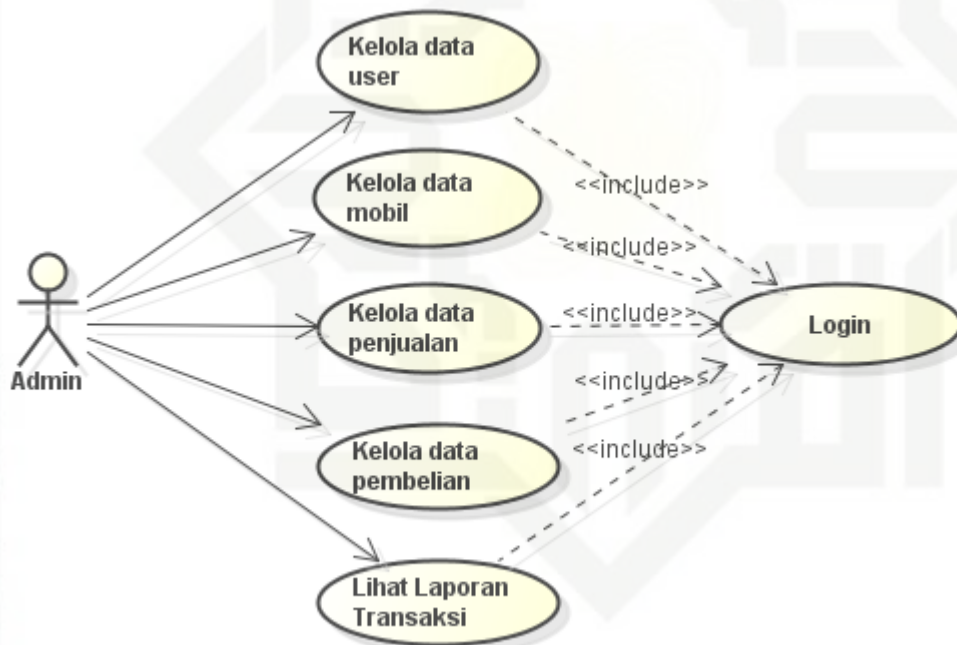 Kelola data
user
<<include>>
Kelola data
mobil
<<include>>
Admin
Kelola data
penjualan
<<include>>
Login
<<include>>
Kelola data
pembelian
<<include>>
Lihat Laporan
Transaksi